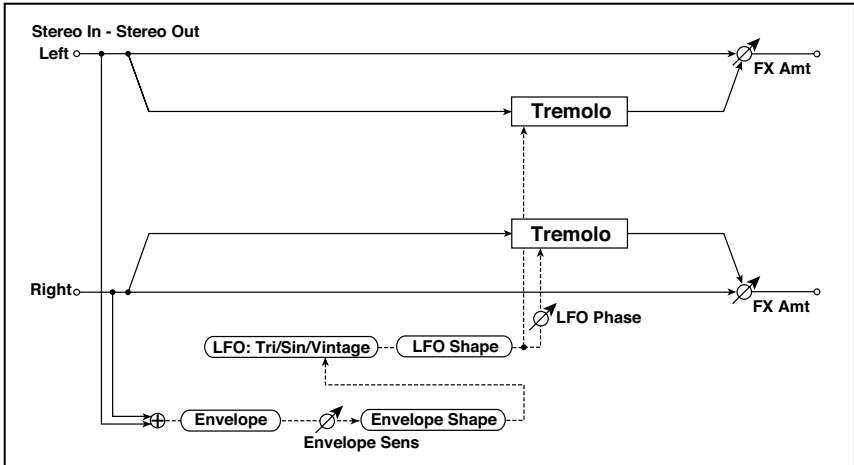 Stereo In - Stereo Out
Left
FX Amt
Tremolo
Tremolo
Right
FX Amt
LFO Phase
LFO: Tri/Sin/Vintage
LFO Shape
Envelope
Envelope Shape
Envelope Sens